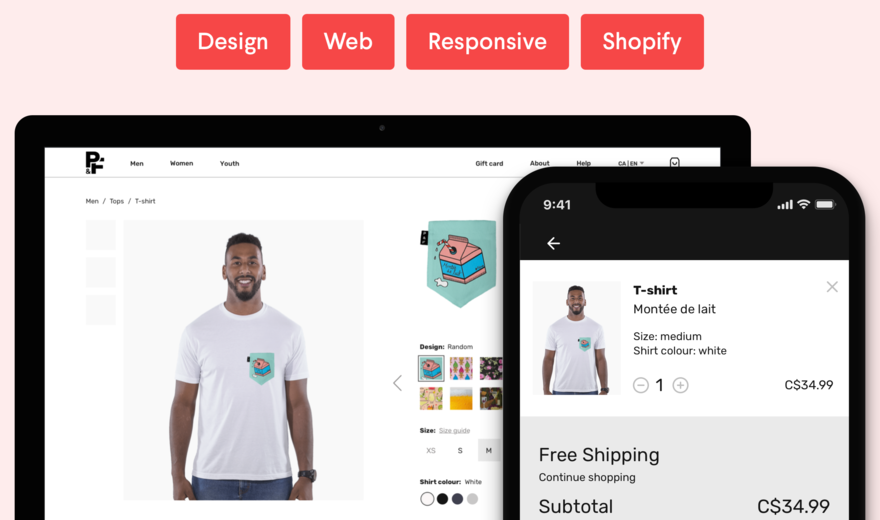 Design Web Responsive Shopify
P&F Men Women Youth Gift card About Help CA | EN
Men / Tops / T-shirt
Design: Random
Size: Size guide
XS S M
Shirt colour: White
9:41
T-shirt
Montée de lait
Size: medium
Shirt colour: white
1 C$34.99
Free Shipping
Continue shopping
Subtotal C$34.99